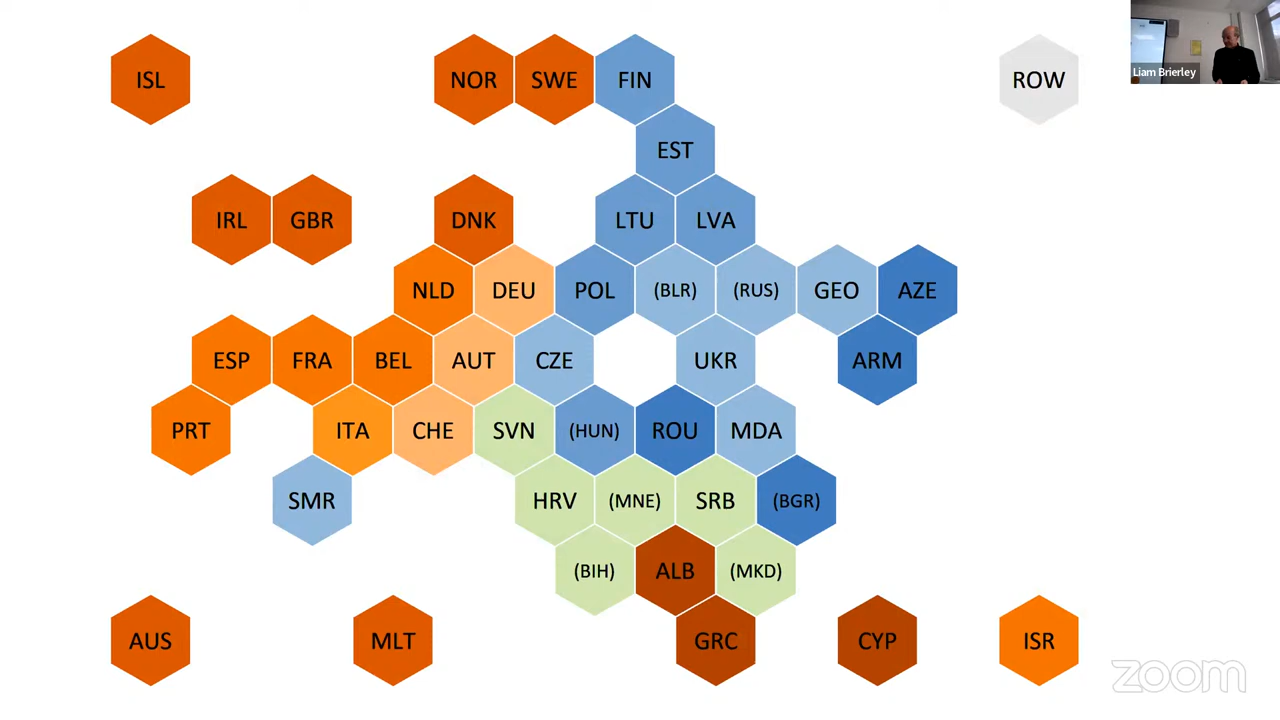 ISL
NOR
SWE
FIN
ROW
Liam Brierley
EST
IRL
GBR
DNK
LTU
LVA
NLD
DEU
POL
(BLR)
(RUS)
GEO
AZE
ESP
FRA
BEL
AUT
CZE
UKR
ARM
PRT
ITA
CHE
SVN
(HUN)
ROU
MDA
SMR
HRV
(MNE)
SRB
(BGR)
(BIH)
ALB
(MKD)
AUS
MLT
GRC
CYP
ISR
zoom